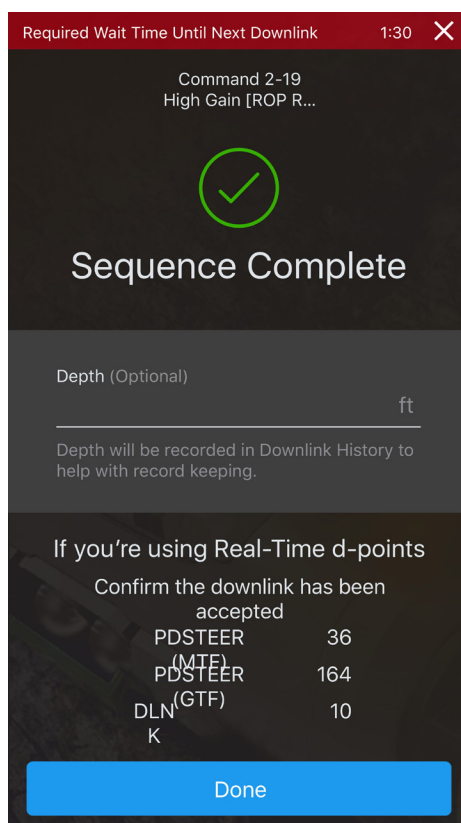 Required Wait Time Until Next Downlink 1:30
Command 2-19
High Gain [ROP R...
Sequence Complete
Depth (Optional)
ft
Depth will be recorded in Downlink History to
help with record keeping.
If you're using Real-Time d-points
Confirm the downlink has been
accepted
PDSTEER 36
(MTF)
PDSTEER 164
(GTF)
DLN 10
K
Done